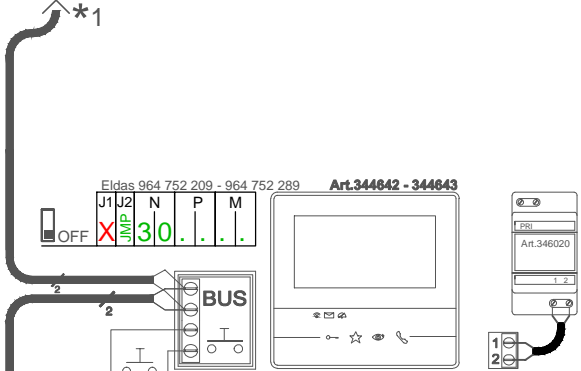 *1
Eldas 964 752 209 - 964 752 289
Art.344642 - 344643
J1 J2 N P M
OFF X JMP 3 0 . . . .
PRI
Art.346020
1 2
2
BUS
2
1
2